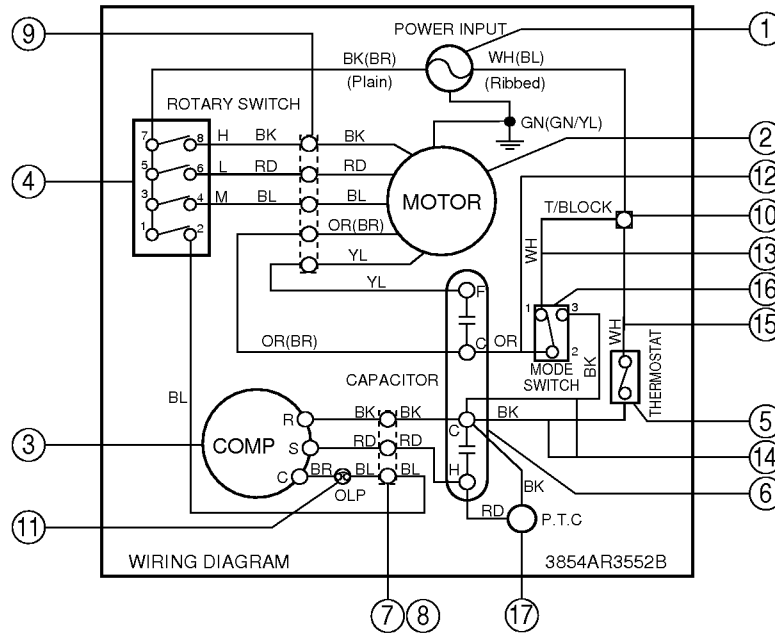 POWER INPUT
9
1
BK(BR)
WH(BL)
(Plain)
(Ribbed)
ROTARY SWITCH
GN(GN/YL)
7
8
H
BK
BK
2
5
6
L
RD
RD
4
12
3
4
M
BL
BL
MOTOR
T/BLOCK
10
1
2
OR(BR)
WH
13
YL
16
YL
F
1
3
15
OR(BR)
C
OR
2
WH
BK
MODE
SWITCH
THERMOSTAT
BL
CAPACITOR
R
BK
BK
C
BK
5
3
COMP
S
RD
RD
14
C
BR
BL
BL
H
6
OLP
BK
11
RD
P.T.C
WIRING DIAGRAM
3854AR3552B
7
8
17